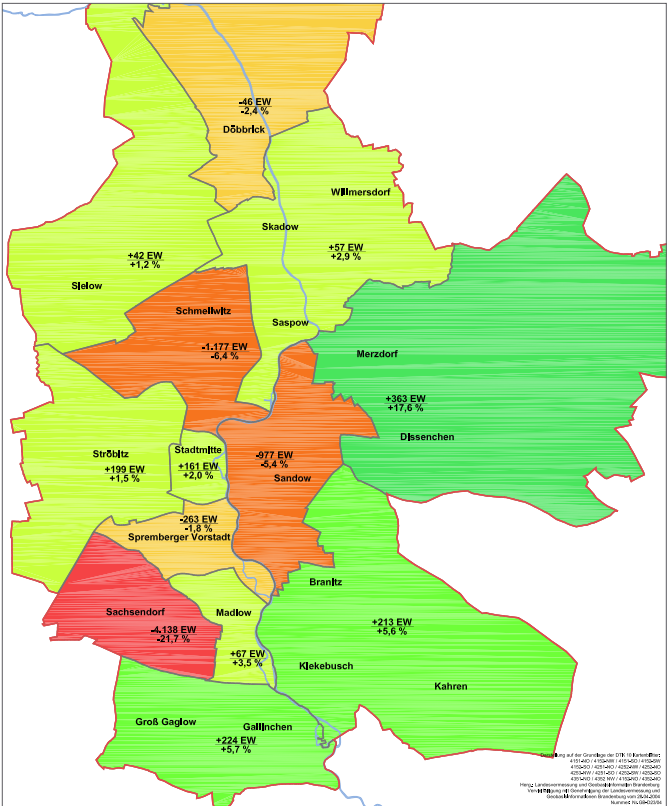 -46 EW
-2,4 %
Döbbrick
Willmersdorf
Skadow
+57 EW
+2,9 %
+42 EW
+1,2 %
Sielow
Schmellwitz
Saspow
-1.177 EW
-6,4 %
Merzdorf
+363 EW
+17,6 %
Dissenchen
Ströbitz
+199 EW
+1,5 %
Stadtmitte
+161 EW
+2,0 %
-977 EW
-5,4 %
Sandow
-263 EW
-1,8 %
Spremberger Vorstadt
Branitz
Sachsendorf
-4.138 EW
-21,7 %
Madlow
+67 EW
+3,5 %
+213 EW
+5,6 %
Kiekebusch
Kahren
Groß Gaglow
Gallinchen
+224 EW
+5,7 %